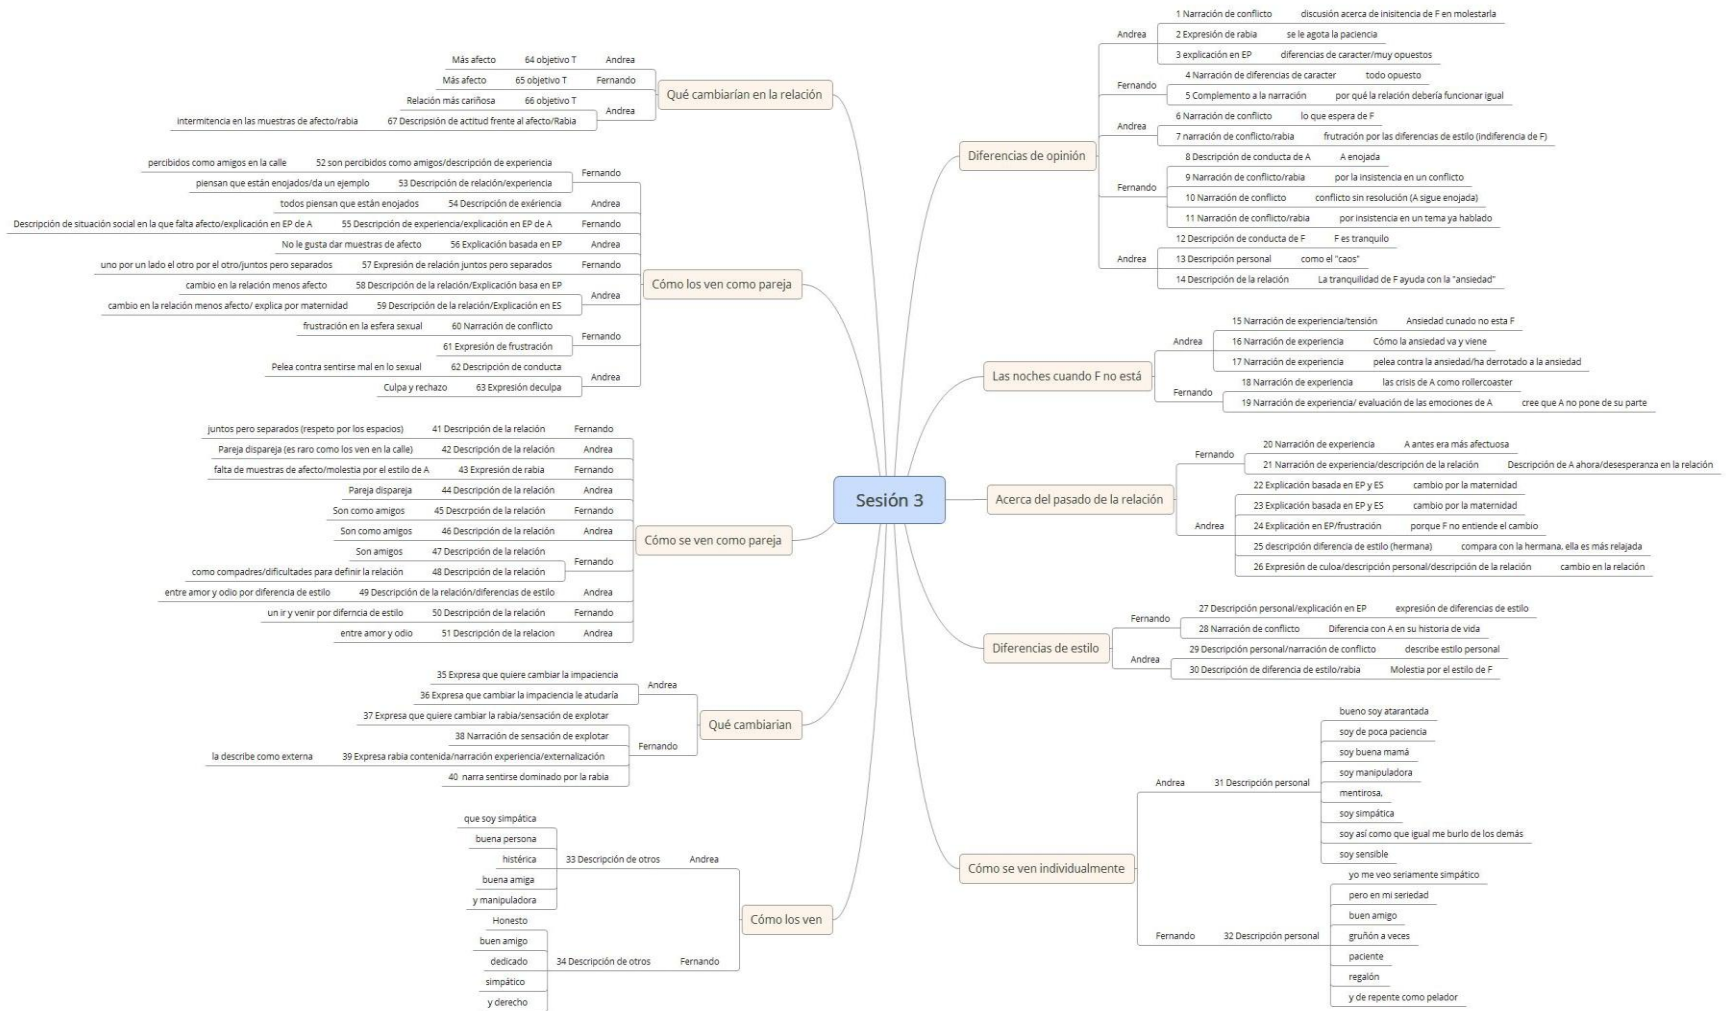 Sesión 3
Diferencias de opinión
Andrea
1 Narración de conflicto discusión acerca de inisitencia de F en molestarla
2 Expresión de rabia se le agota la paciencia
3 explicación en EP diferencias de caracter/muy opuestos
Fernando
4 Narración de diferencias de caracter todo opuesto
5 Complemento a la narración por qué la relación debería funcionar igual
Andrea
6 Narración de conflicto lo que espera de F
7 narración de conflicto/rabia frutración por las diferencias de estilo (indiferencia de F)
Fernando
8 Descripción de conducta de A A enojada
9 Narración de conflicto/rabia por la insistencia en un conflicto
10 Narración de conflicto conflicto sin resolución (A sigue enojada)
11 Narración de conflicto/rabia por insistencia en un tema ya hablado
Andrea
12 Descripción de conducta de F F es tranquilo
13 Descripción personal como el "caos"
14 Descripción de la relación La tranquilidad de F ayuda con la "ansiedad"
Las noches cuando F no está
Andrea
15 Narración de experiencia/tensión Ansiedad cunado no esta F
16 Narración de experiencia Cómo la ansiedad va y viene
17 Narración de experiencia pelea contra la ansiedad/ha derrotado a la ansiedad
Fernando
18 Narración de experiencia las crisis de A como rollercoaster
19 Narración de experiencia/ evaluación de las emociones de A cree que A no pone de su parte
Acerca del pasado de la relación
Fernando
20 Narración de experiencia A antes era más afectuosa
21 Narración de experiencia/descripción de la relación Descripción de A ahora/desesperanza en la relación
Andrea
22 Explicación basada en EP y ES cambio por la maternidad
23 Explicación basada en EP y ES cambio por la maternidad
24 Explicación en EP/frustración porque F no entiende el cambio
25 descripción diferencia de estilo (hermana) compara con la hermana, ella es más relajada
26 Expresión de culoa/descripción personal/descripción de la relación cambio en la relación
Diferencias de estilo
Fernando
27 Descripción personal/explicación en EP expresión de diferencias de estilo
28 Narración de conflicto Diferencia con A en su historia de vida
Andrea
29 Descripción personal/narración de conflicto describe estilo personal
30 Descripción de diferencia de estilo/rabia Molestia por el estilo de F
Cómo se ven individualmente
Andrea 31 Descripción personal
bueno soy atarantada
soy de poca paciencia
soy buena mamá
soy manipuladora
mentirosa,
soy simpática
soy así como que igual me burlo de los demás
soy sensible
Fernando 32 Descripción personal
yo me veo seriamente simpático
pero en mi seriedad
buen amigo
gruñón a veces
paciente
regalón
y de repente como pelador
Cómo los ven
Andrea 33 Descripción de otros
que soy simpática
buena persona
histérica
buena amiga
y manipuladora
Fernando 34 Descripción de otros
Honesto
buen amigo
dedicado
simpático
y derecho
Qué cambiarian
Andrea
35 Expresa que quiere cambiar la impaciencia
36 Expresa que cambiar la impaciencia le atudaría
Fernando
37 Expresa que quiere cambiar la rabia/sensación de explotar
38 Narración de sensación de explotar
39 Expresa rabia contenida/narración experiencia/externalización la describe como externa
40 narra sentirse dominado por la rabia
Cómo se ven como pareja
Fernando 41 Descripción de la relación juntos pero separados (respeto por los espacios)
Andrea 42 Descripción de la relación Pareja dispareja (es raro como los ven en la calle)
Fernando 43 Expresión de rabia falta de muestras de afecto/molestia por el estilo de A
Andrea 44 Descripción de la relación Pareja dispareja
Fernando 45 Descrpción de la relación Son como amigos
Andrea 46 Descripción de la relación Son como amigos
Fernando
47 Descripción de la relación Son amigos
48 Descripción de la relación como compadres/dificultades para definir la relación
Andrea 49 Descripción de la relación/diferencias de estilo entre amor y odio por diferencia de estilo
Fernando 50 Descripción de la relación un ir y venir por diferncia de estilo
Andrea 51 Descripción de la relacion entre amor y odio
Cómo los ven como pareja
Fernando
52 son percibidos como amigos/descripción de experiencia percibidos como amigos en la calle
53 Descripción de relación/experiencia piensan que están enojados/da un ejemplo
Andrea 54 Descripción de exériencia todos piensan que están enojados
Fernando 55 Descripción de experiencia/explicación en EP de A Descripción de situación social en la que falta afecto/explicación en EP de A
Andrea 56 Explicación basada en EP No le gusta dar muestras de afecto
Fernando 57 Expresión de relación juntos pero separados uno por un lado el otro por el otro/juntos pero separados
Andrea
58 Descripción de la relación/Explicación basa en EP cambio en la relación menos afecto
59 Descripción de la relación/Explicación en ES cambio en la relación menos afecto/ explica por maternidad
Fernando
60 Narración de conflicto frustración en la esfera sexual
61 Expresión de frustración
Andrea
62 Descripción de conducta Pelea contra sentirse mal en lo sexual
63 Expresión deculpa Culpa y rechazo
Qué cambiarían en la relación
Andrea 64 objetivo T Más afecto
Fernando 65 objetivo T Más afecto
Andrea
66 objetivo T Relación más cariñosa
67 Descripsión de actitud frente al afecto/Rabia intermitencia en las muestras de afecto/rabia